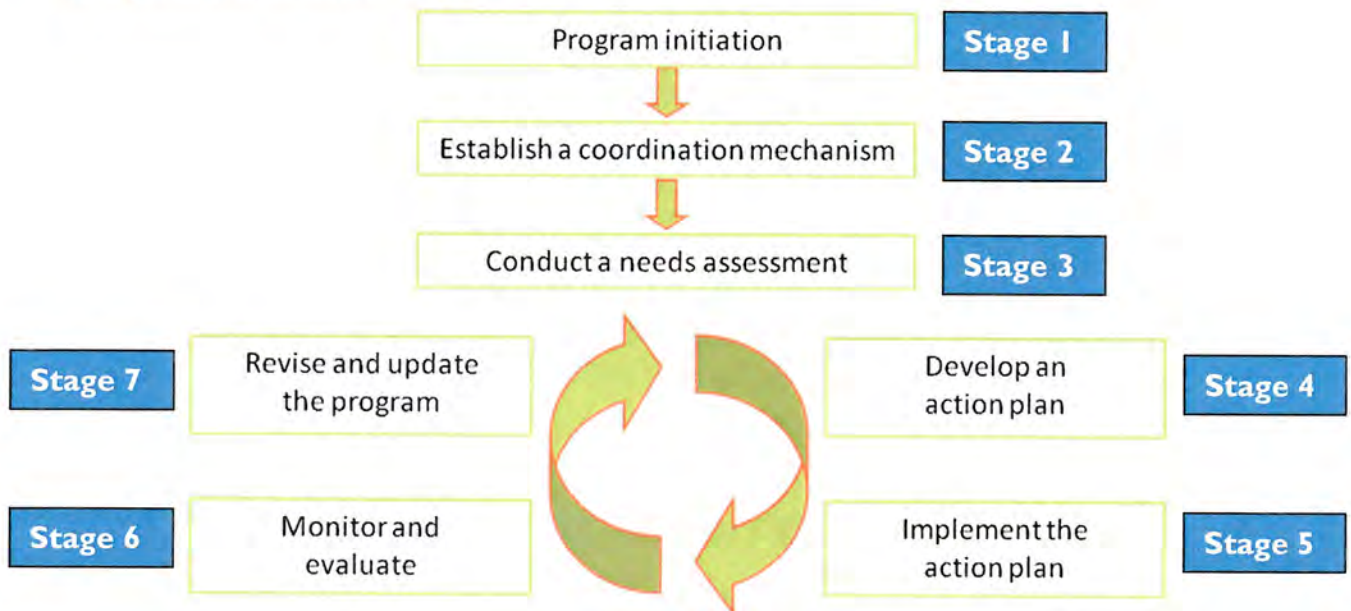 Program initiation
Stage 1
Establish a coordination mechanism
Stage 2
Conduct a needs assessment
Stage 3
Develop an
action plan
Stage 4
Implement the
action plan
Stage 5
Monitor and
evaluate
Stage 6
Revise and update
the program
Stage 7